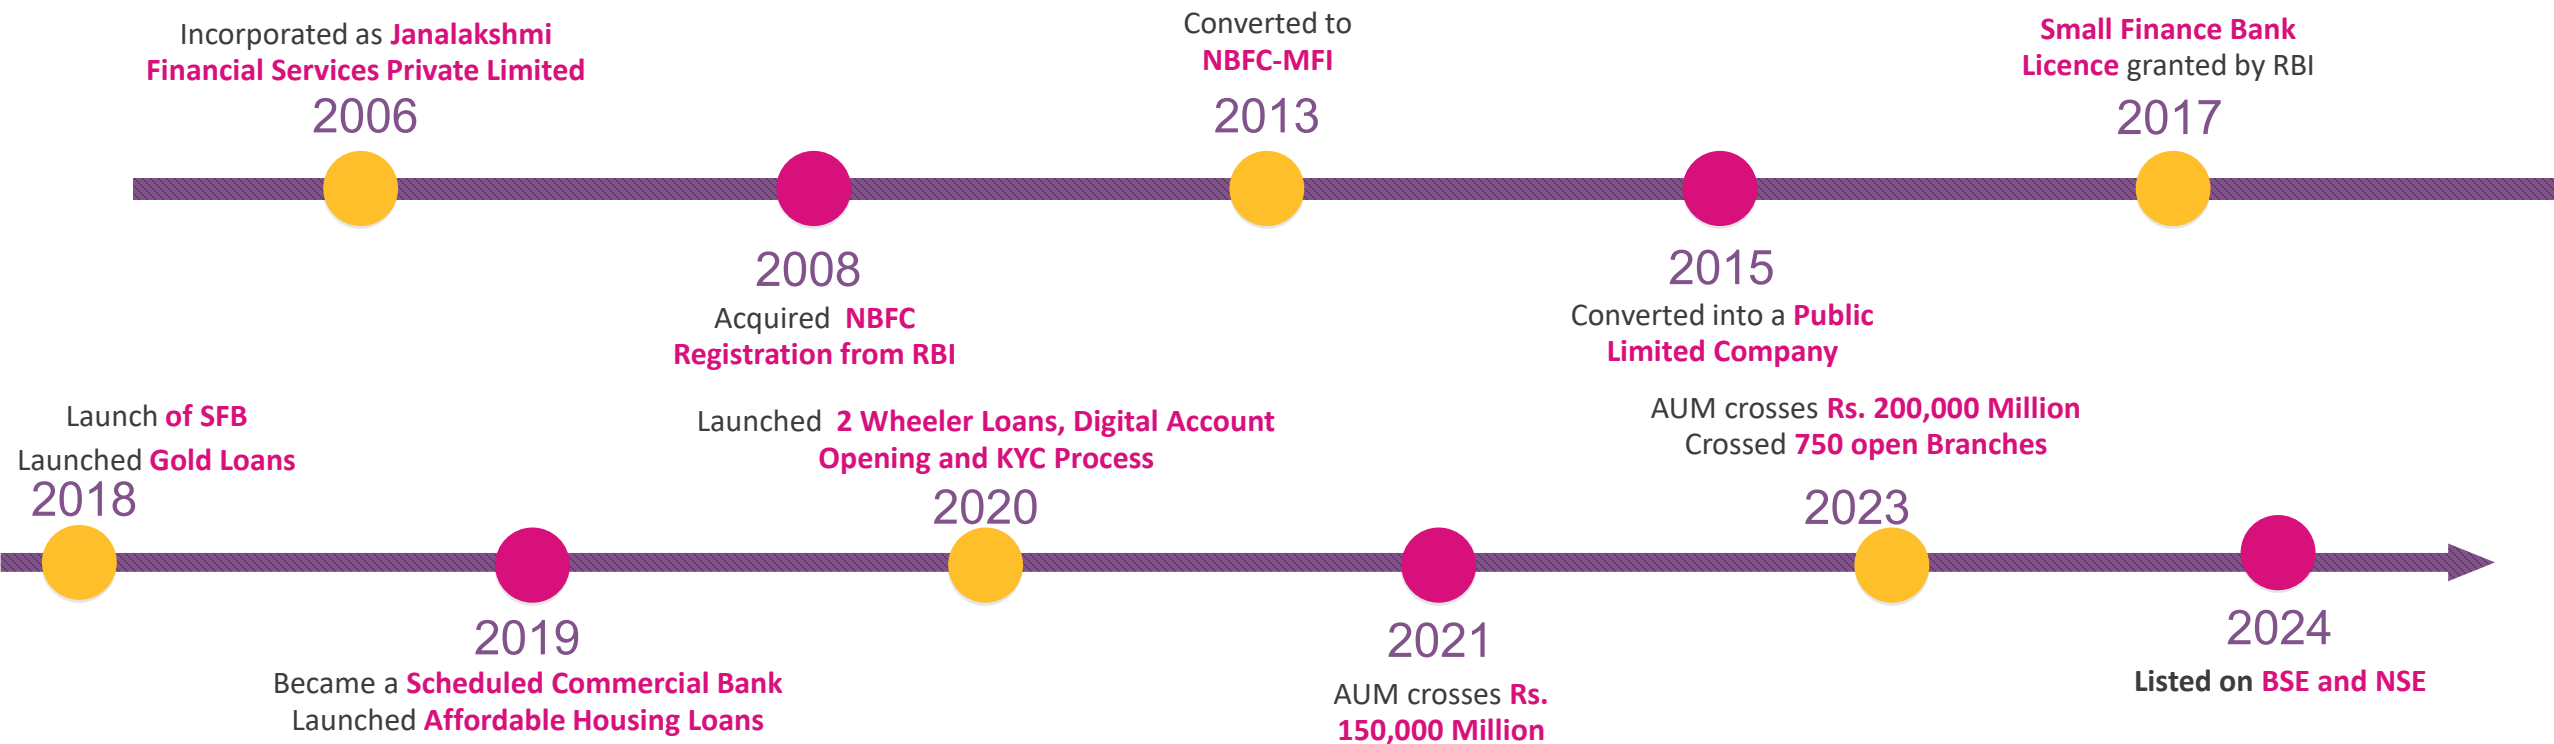 Incorporated as Janalakshmi
Financial Services Private Limited
2006
2008
Acquired NBFC
Registration from RBI
Converted to
NBFC-MFI
2013
2015
Converted into a Public
Limited Company
Small Finance Bank
Licence granted by RBI
2017
Launch of SFB
Launched Gold Loans
2018
2019
Became a Scheduled Commercial Bank
Launched Affordable Housing Loans
Launched 2 Wheeler Loans, Digital Account
Opening and KYC Process
2020
2021
AUM crosses Rs.
150,000 Million
AUM crosses Rs. 200,000 Million
Crossed 750 open Branches
2023
2024
Listed on BSE and NSE